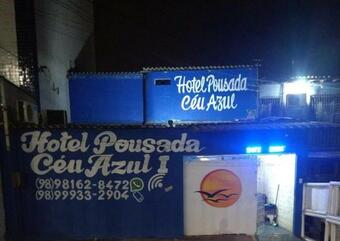 Hotel Pousada
Céu Azul
Hotel Pousada
Céu Azul I
(98)98162-8472
(98)99933-2904